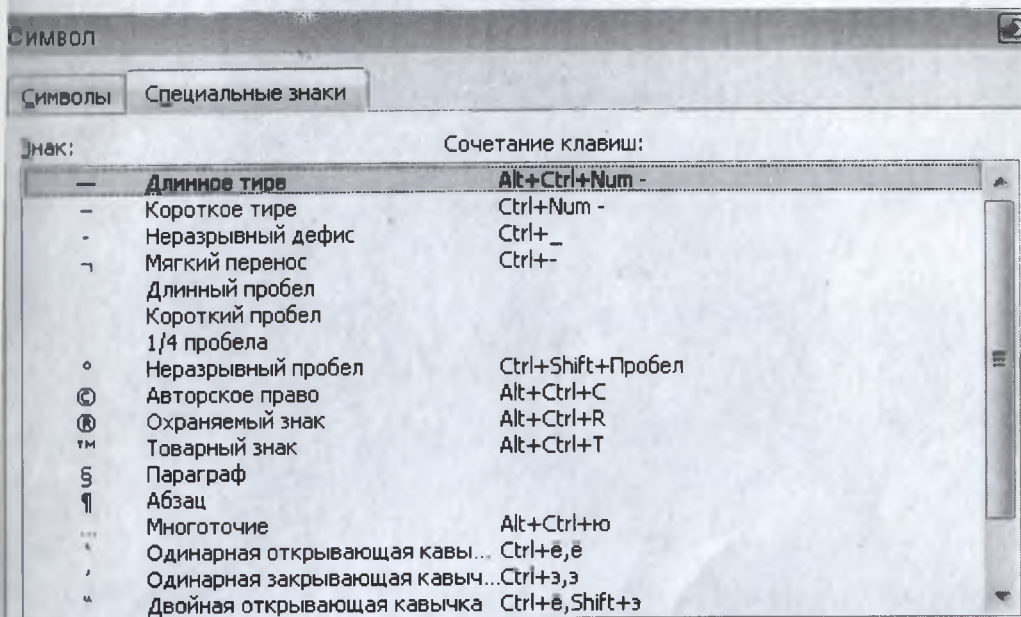 Символ
Символы Специальные знаки
Знак: Сочетание клавиш:
— Длинное тире Alt+Ctrl+Num -
– Короткое тире Ctrl+Num -
- Неразрывный дефис Ctrl+_
¬ Мягкий перенос Ctrl+-
Длинный пробел
Короткий пробел
1/4 пробела
° Неразрывный пробел Ctrl+Shift+Пробел
© Авторское право Alt+Ctrl+C
® Охраняемый знак Alt+Ctrl+R
™ Товарный знак Alt+Ctrl+T
§ Параграф
¶ Абзац
… Многоточие Alt+Ctrl+ю
‘ Одинарная открывающая кавы... Ctrl+ё,ё
’ Одинарная закрывающая кавыч...Ctrl+э,э
“ Двойная открывающая кавычка Ctrl+ё,Shift+э